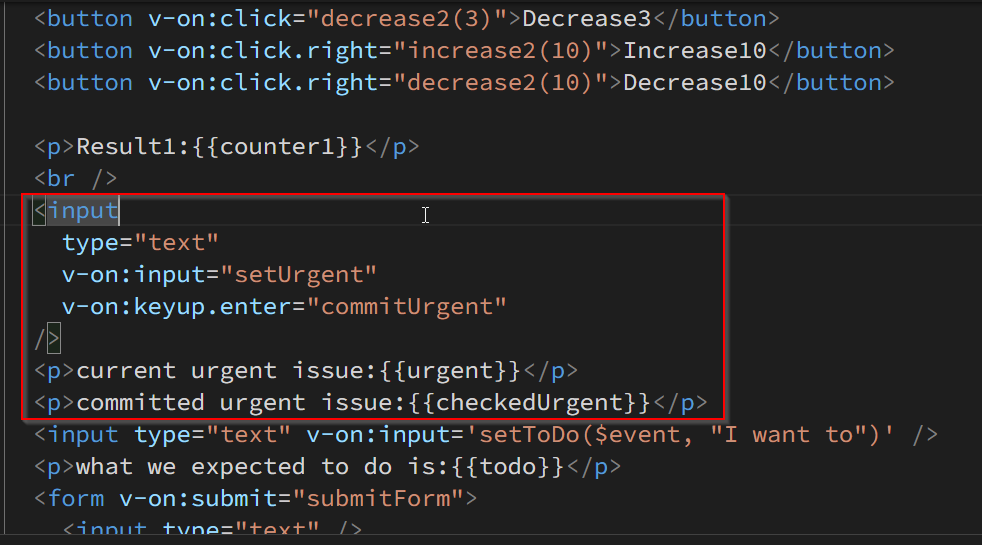 <button v-on:click="decrease2(3)">Decrease3</button>
<button v-on:click.right="increase2(10)">Increase10</button>
<button v-on:click.right="decrease2(10)">Decrease10</button>
<p>Result1:{{counter1}}</p>
<br />
<input
type="text"
v-on:input="setUrgent"
v-on:keyup.enter="commitUrgent"
/>
<p>current urgent issue:{{urgent}}</p>
<p>committed urgent issue:{{checkedUrgent}}</p>
<input type="text" v-on:input='setToDo($event, "I want to")' />
<p>what we expected to do is:{{todo}}</p>
<form v-on:submit="submitForm">
<input type="text" />